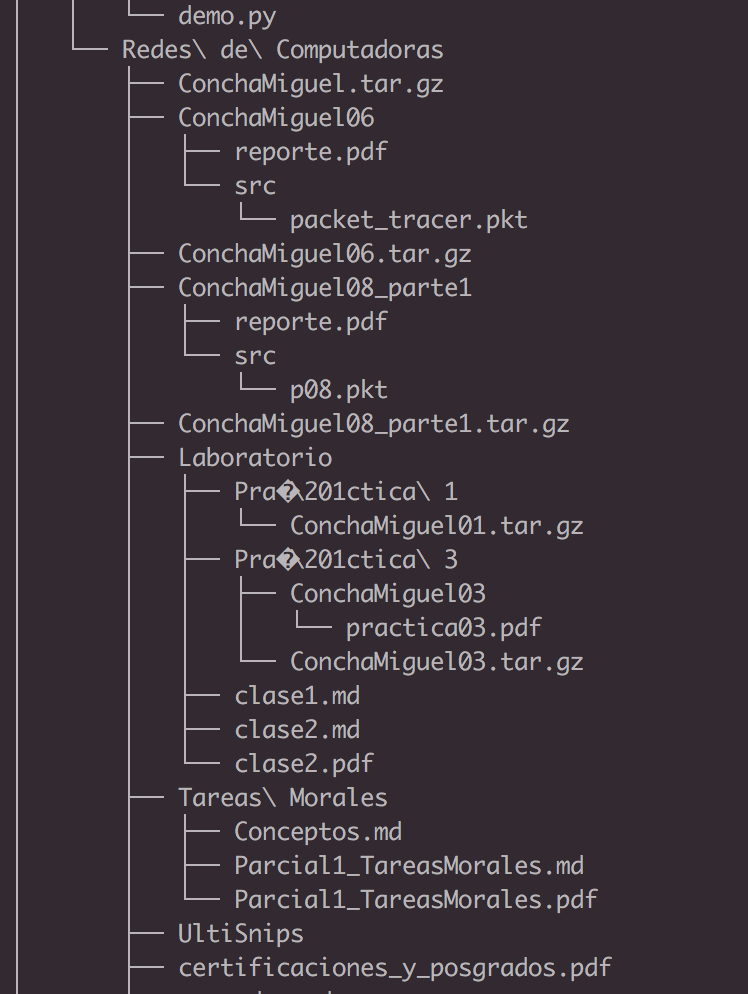 demo.py
Redes\ de\ Computadoras
ConchaMiguel.tar.gz
ConchaMiguel06
reporte.pdf
src
packet_tracer.pkt
ConchaMiguel06.tar.gz
ConchaMiguel08_parte1
reporte.pdf
src
p08.pkt
ConchaMiguel08_parte1.tar.gz
Laboratorio
Pra�\201ctica\ 1
ConchaMiguel01.tar.gz
Pra�\201ctica\ 3
ConchaMiguel03
practica03.pdf
ConchaMiguel03.tar.gz
clase1.md
clase2.md
clase2.pdf
Tareas\ Morales
Conceptos.md
Parcial1_TareasMorales.md
Parcial1_TareasMorales.pdf
UltiSnips
certificaciones_y_posgrados.pdf